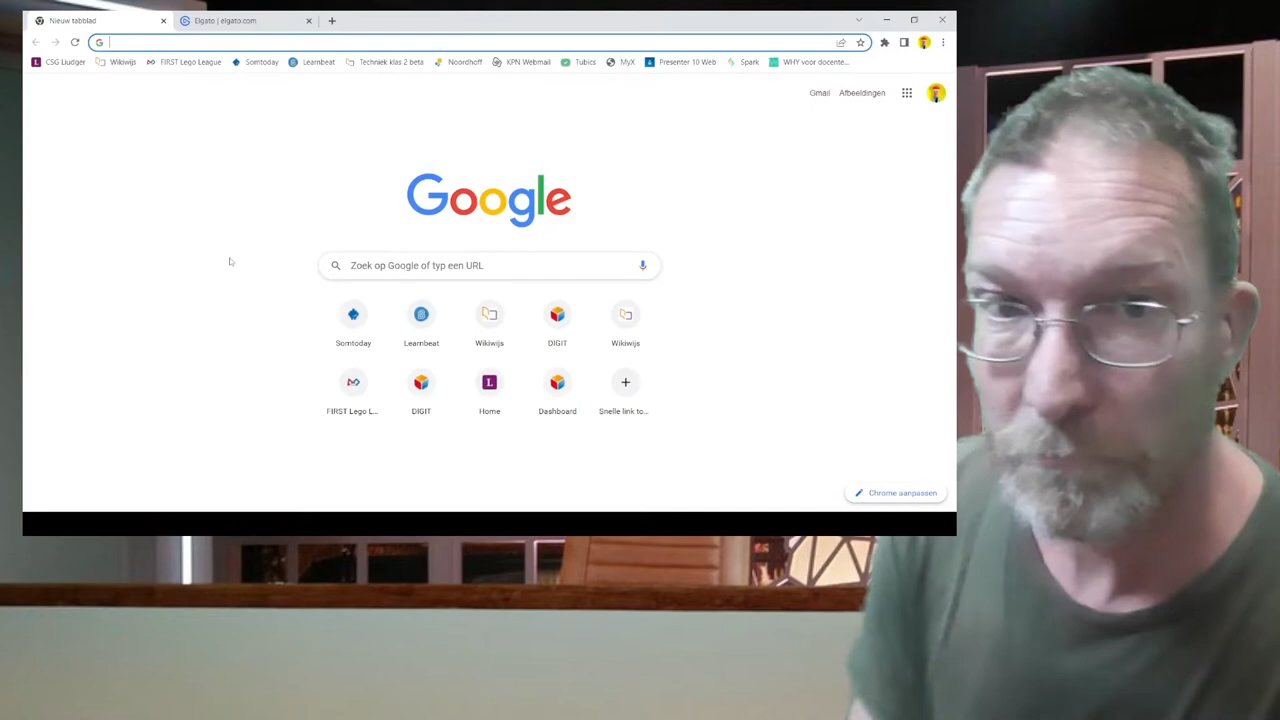 Nieuw tabblad
Elgato | elgato.com
CSG Liudger Wikiwijs FIRST Lego League Somtoday Learnbeat Techniek klas 2 beta Noordhoff KPN Webmail Tubics MyX Presenter 10 Web Spark WHY voor docente...
Gmail Afbeeldingen
Google
Zoek op Google of typ een URL
Somtoday Learnbeat Wikiwijs DIGIT Wikiwijs
FIRST Lego L... DIGIT Home Dashboard Snelle link to...
Chrome aanpassen